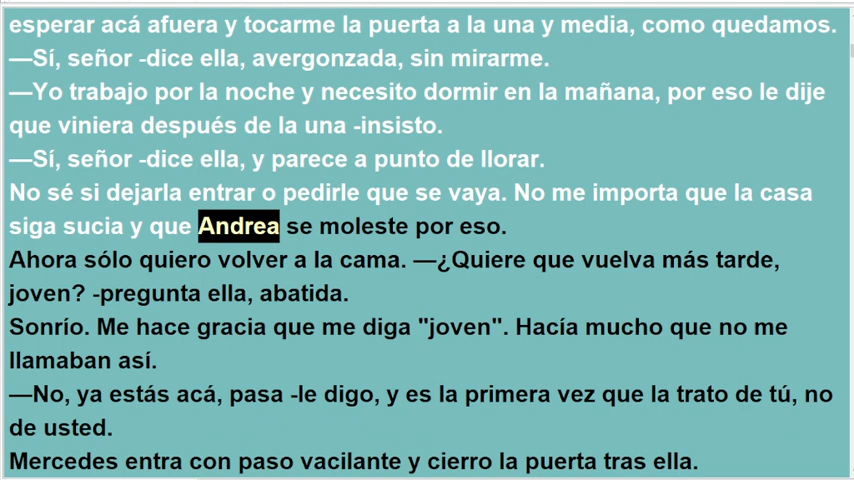 esperar acá afuera y tocarme la puerta a la una y media, como quedamos.
—Sí, señor -dice ella, avergonzada, sin mirarme.
—Yo trabajo por la noche y necesito dormir en la mañana, por eso le dije
que viniera después de la una -insisto.
—Sí, señor -dice ella, y parece a punto de llorar.
No sé si dejarla entrar o pedirle que se vaya. No me importa que la casa
siga sucia y que Andrea se moleste por eso.
Ahora sólo quiero volver a la cama. —¿Quiere que vuelva más tarde,
joven? -pregunta ella, abatida.
Sonrío. Me hace gracia que me diga "joven". Hacía mucho que no me
llamaban así.
—No, ya estás acá, pasa -le digo, y es la primera vez que la trato de tú, no
de usted.
Mercedes entra con paso vacilante y cierro la puerta tras ella.